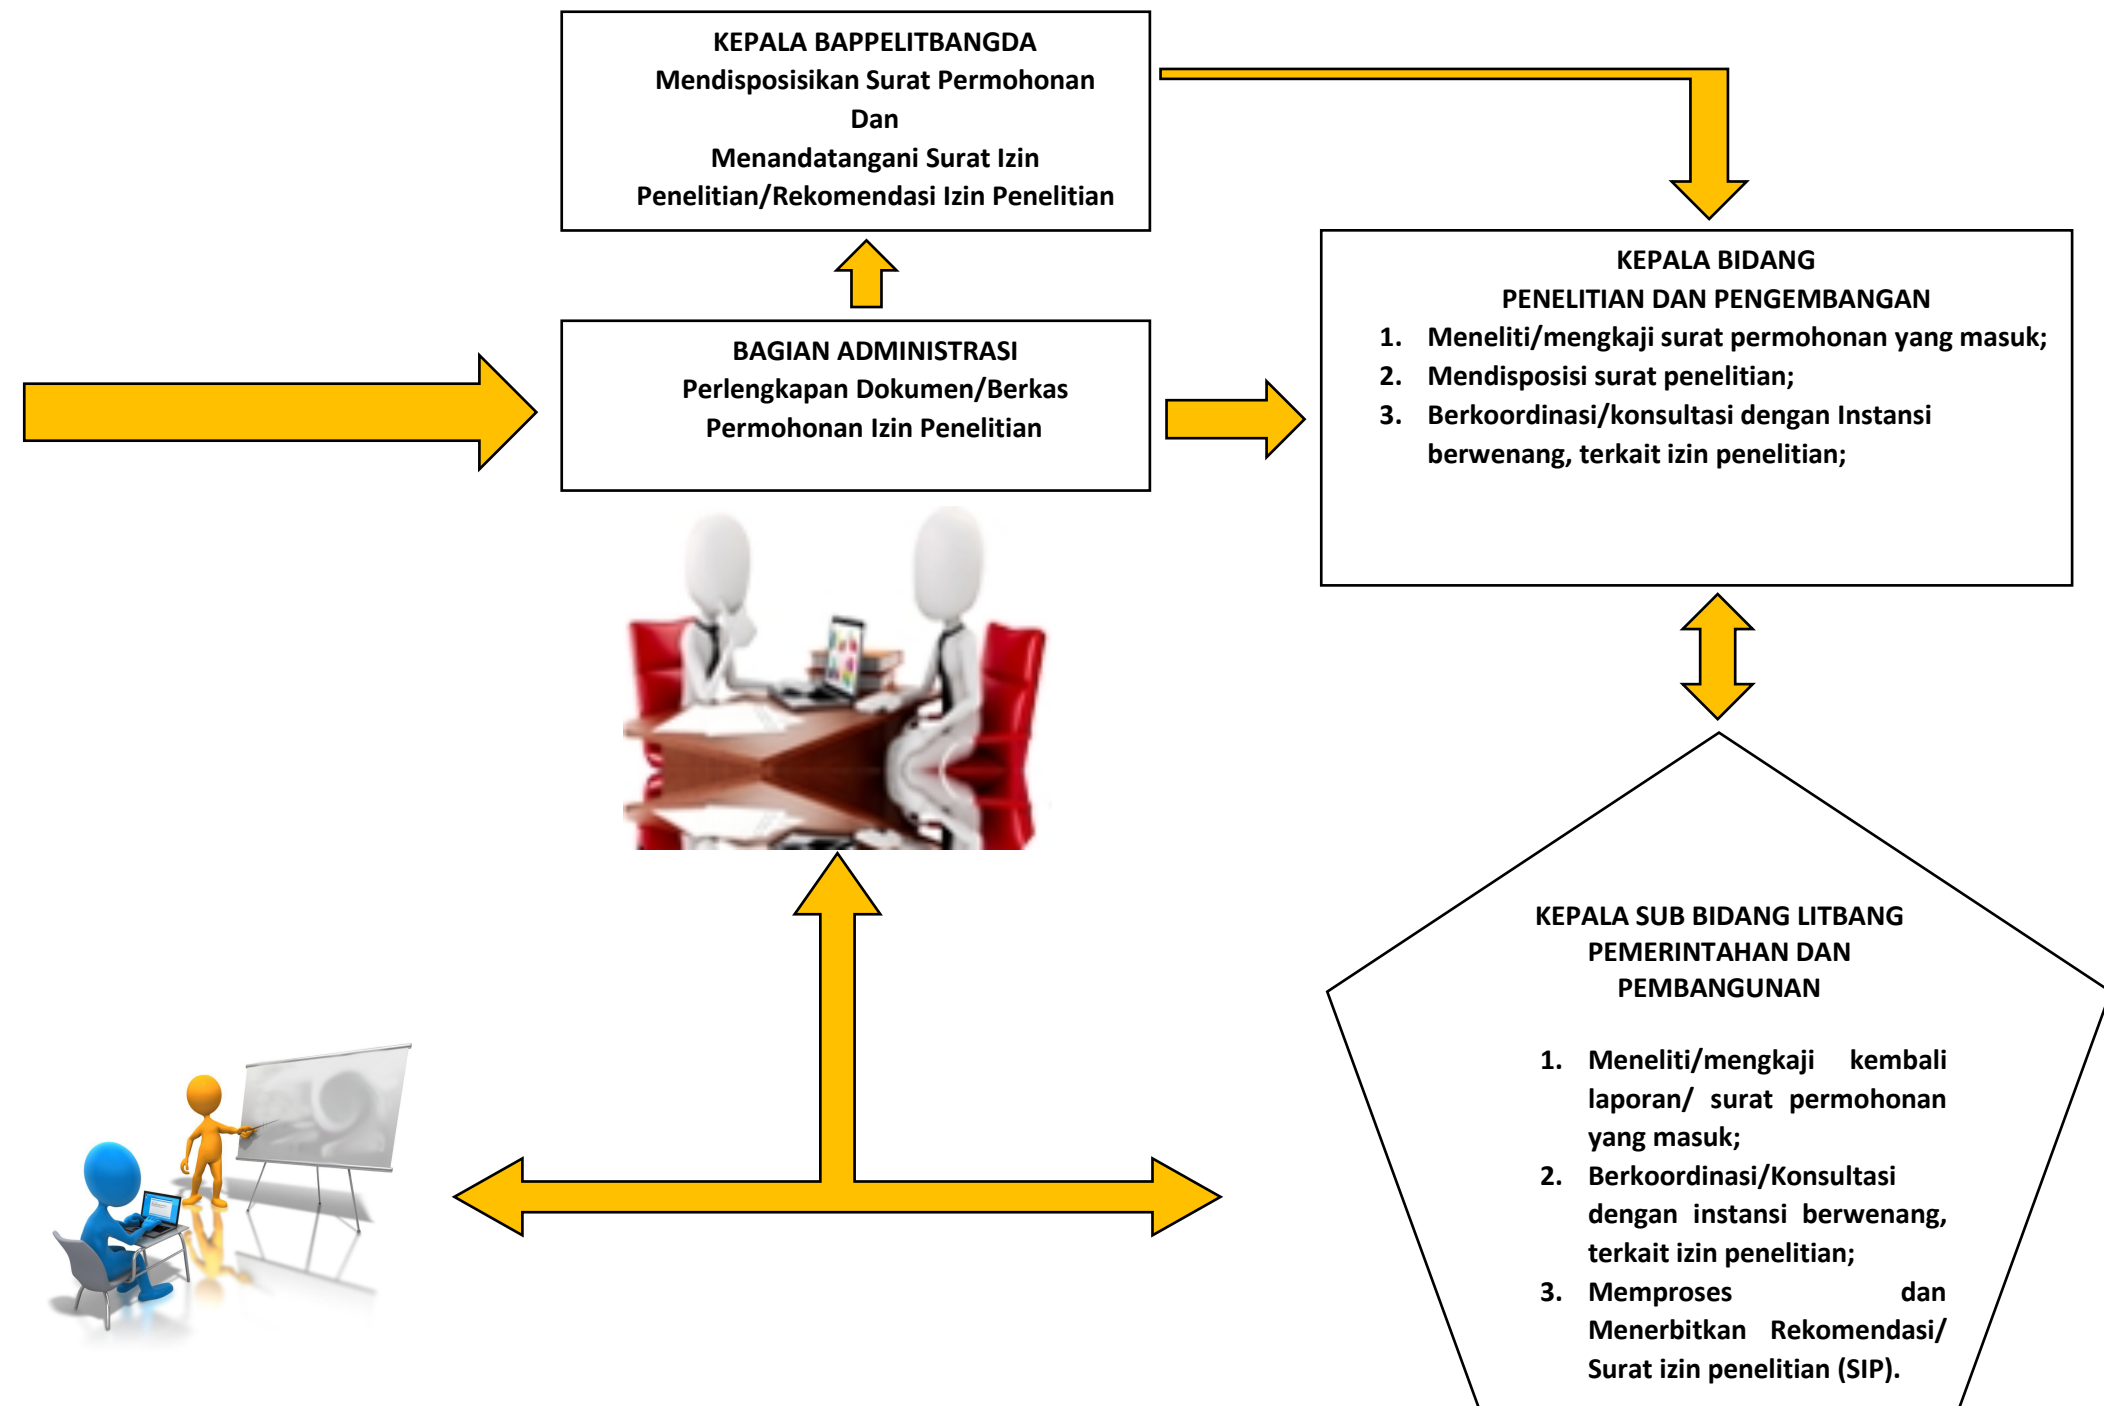 KEPALA BAPPELITBANGDA
Mendisposisikan Surat Permohonan
Dan
Menandatangani Surat Izin
Penelitian/Rekomendasi Izin Penelitian
BAGIAN ADMINISTRASI
Perlengkapan Dokumen/Berkas
Permohonan Izin Penelitian
KEPALA BIDANG
PENELITIAN DAN PENGEMBANGAN
1. Meneliti/mengkaji surat permohonan yang masuk;
2. Mendisposisi surat penelitian;
3. Berkoordinasi/konsultasi dengan Instansi
berwenang, terkait izin penelitian;
KEPALA SUB BIDANG LITBANG
PEMERINTAHAN DAN
PEMBANGUNAN
1. Meneliti/mengkaji kembali
laporan/ surat permohonan
yang masuk;
2. Berkoordinasi/Konsultasi
dengan instansi berwenang,
terkait izin penelitian;
3. Memproses dan
Menerbitkan Rekomendasi/
Surat izin penelitian (SIP).